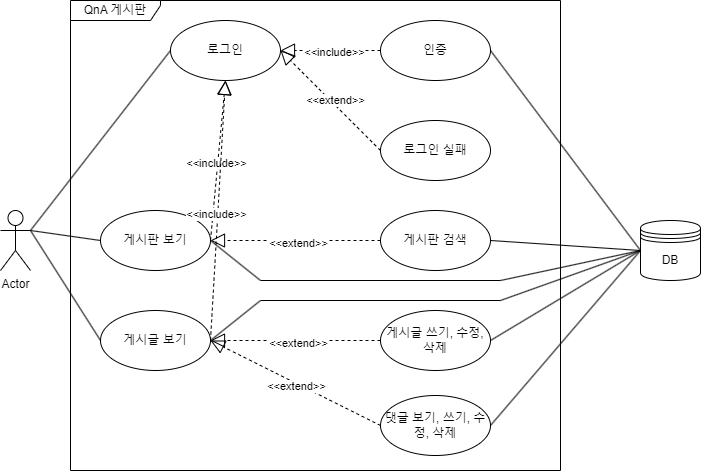 QnA 게시판
로그인
<<include>>
인증
<<extend>>
로그인 실패
<<include>>
<<include>>
게시판 보기
<<extend>>
게시판 검색
DB
Actor
게시글 보기
<<extend>>
게시글 쓰기, 수정,
삭제
<<extend>>
댓글 보기, 쓰기, 수
정, 삭제